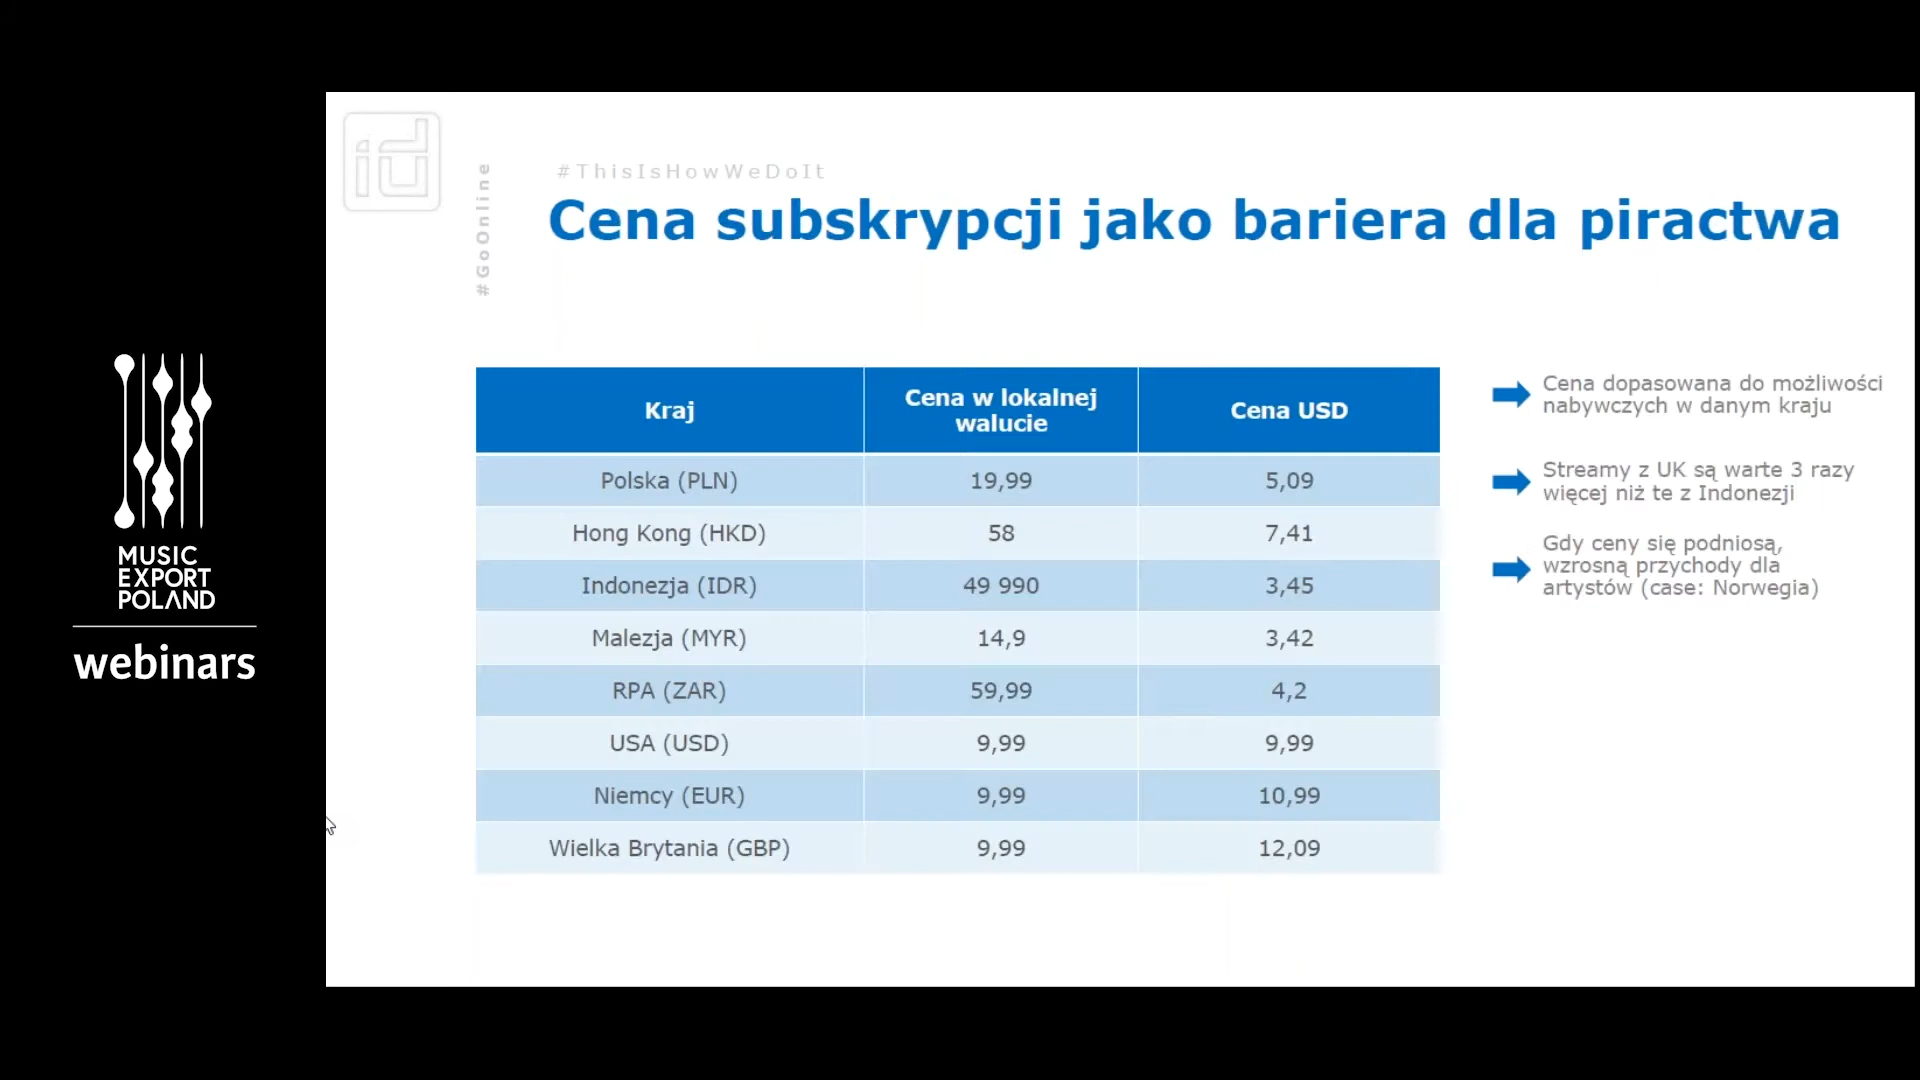 id
#GoOnline
#ThisIsHowWeDoIt
Cena subskrypcji jako bariera dla piractwa
Kraj Cena w lokalnej walucie Cena USD
Polska (PLN) 19,99 5,09
Hong Kong (HKD) 58 7,41
Indonezja (IDR) 49 990 3,45
Malezja (MYR) 14,9 3,42
RPA (ZAR) 59,99 4,2
USA (USD) 9,99 9,99
Niemcy (EUR) 9,99 10,99
Wielka Brytania (GBP) 9,99 12,09
Cena dopasowana do możliwości
nabywczych w danym kraju
Streamy z UK są warte 3 razy
więcej niż te z Indonezji
Gdy ceny się podniosą,
wzrosną przychody dla
artystów (case: Norwegia)
MUSIC
EXPORT
POLAND
webinars